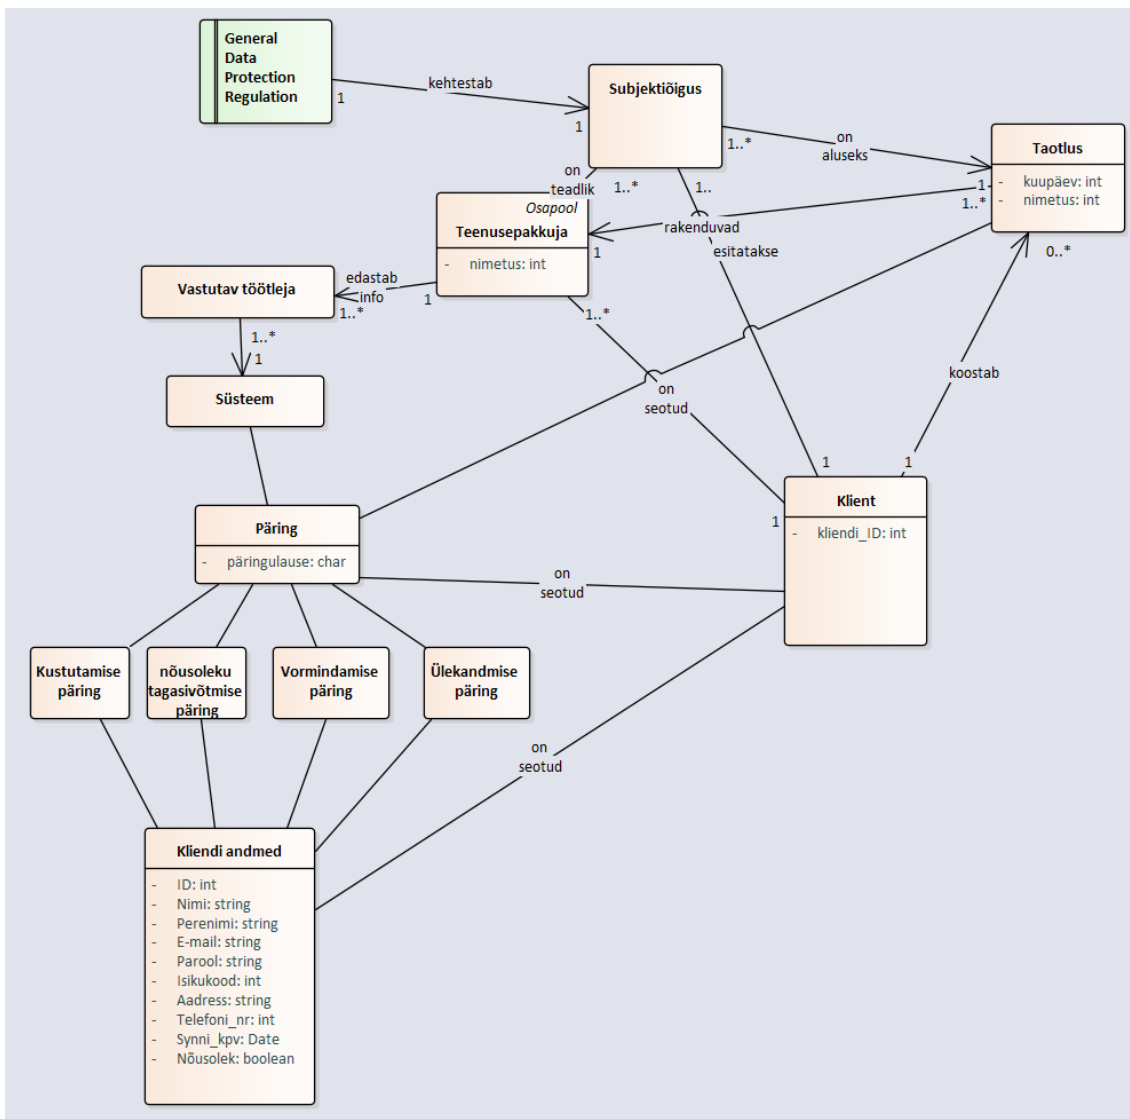 General
Data
Protection
Regulation
1
kehtestab
1
Subjektiõigus
1..*
on
aluseks
1
Taotlus
- kuupäev: int
- nimetus: int
on
teadlik
1..*
1..
Osapool
Teenusepakkuja
- nimetus: int
1..*
rakenduvad
1
esitatakse
0..*
Vastutav töötleja
edastab
info
1
1..*
1..*
1..*
1
Süsteem
on
seotud
koostab
1
1
Klient
- kliendi_ID: int
1
Päring
- päringulause: char
on
seotud
Kustutamise
päring
nõusoleku
tagasivõtmise
päring
Vormindamise
päring
Ülekandmise
päring
on
seotud
Kliendi andmed
- ID: int
- Nimi: string
- Perenimi: string
- E-mail: string
- Parool: string
- Isikukood: int
- Aadress: string
- Telefoni_nr: int
- Synni_kpv: Date
- Nõusolek: boolean